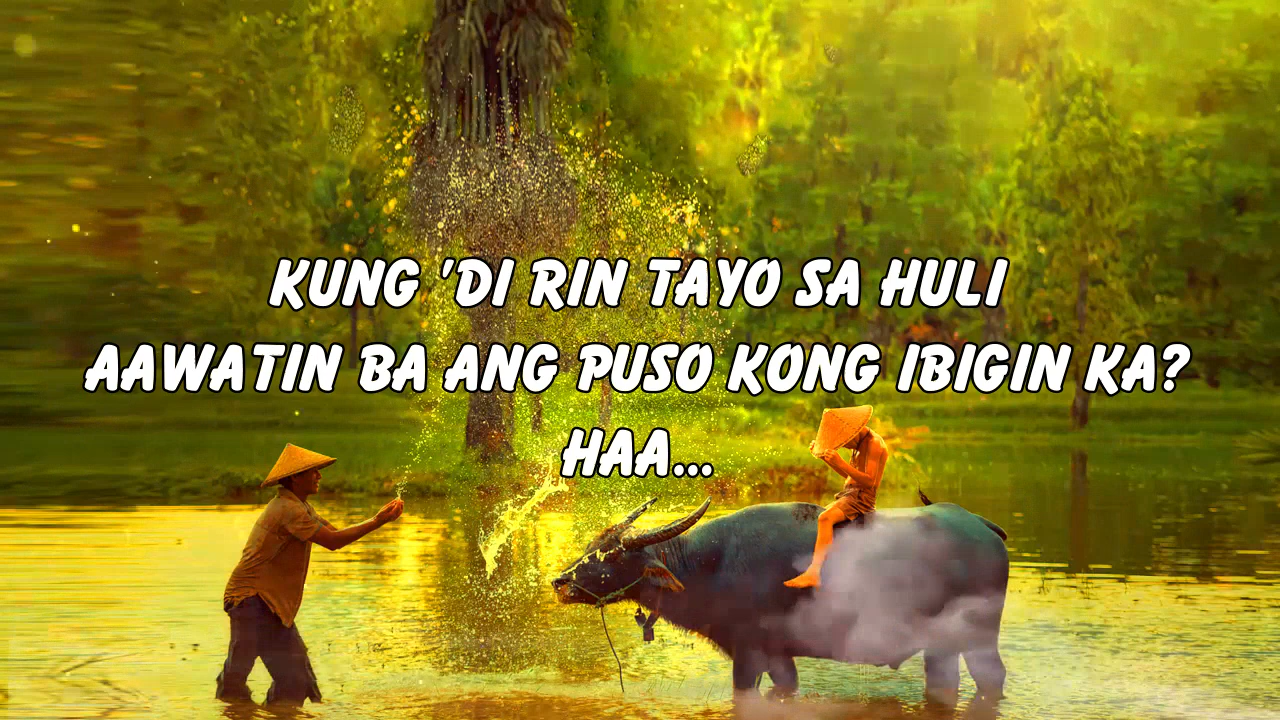 KUNG 'DI RIN TAYO SA HULI
AAWATIN BA ANG PUSO KONG IBIGIN KA?
HAA...